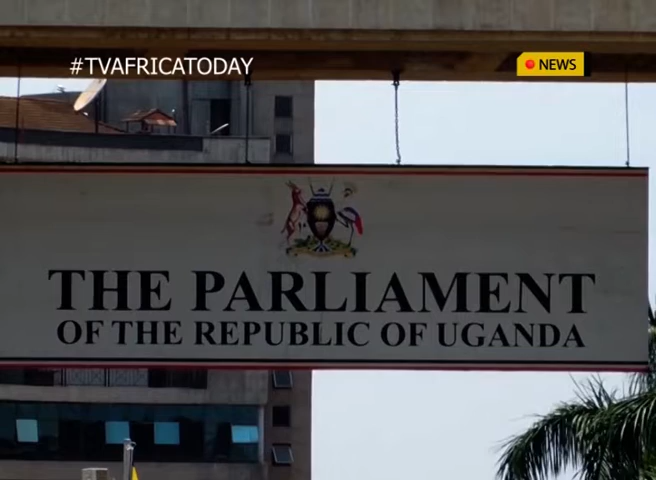 #TVAFRICATODAY
NEWS
THE PARLIAMENT
OF THE REPUBLIC OF UGANDA